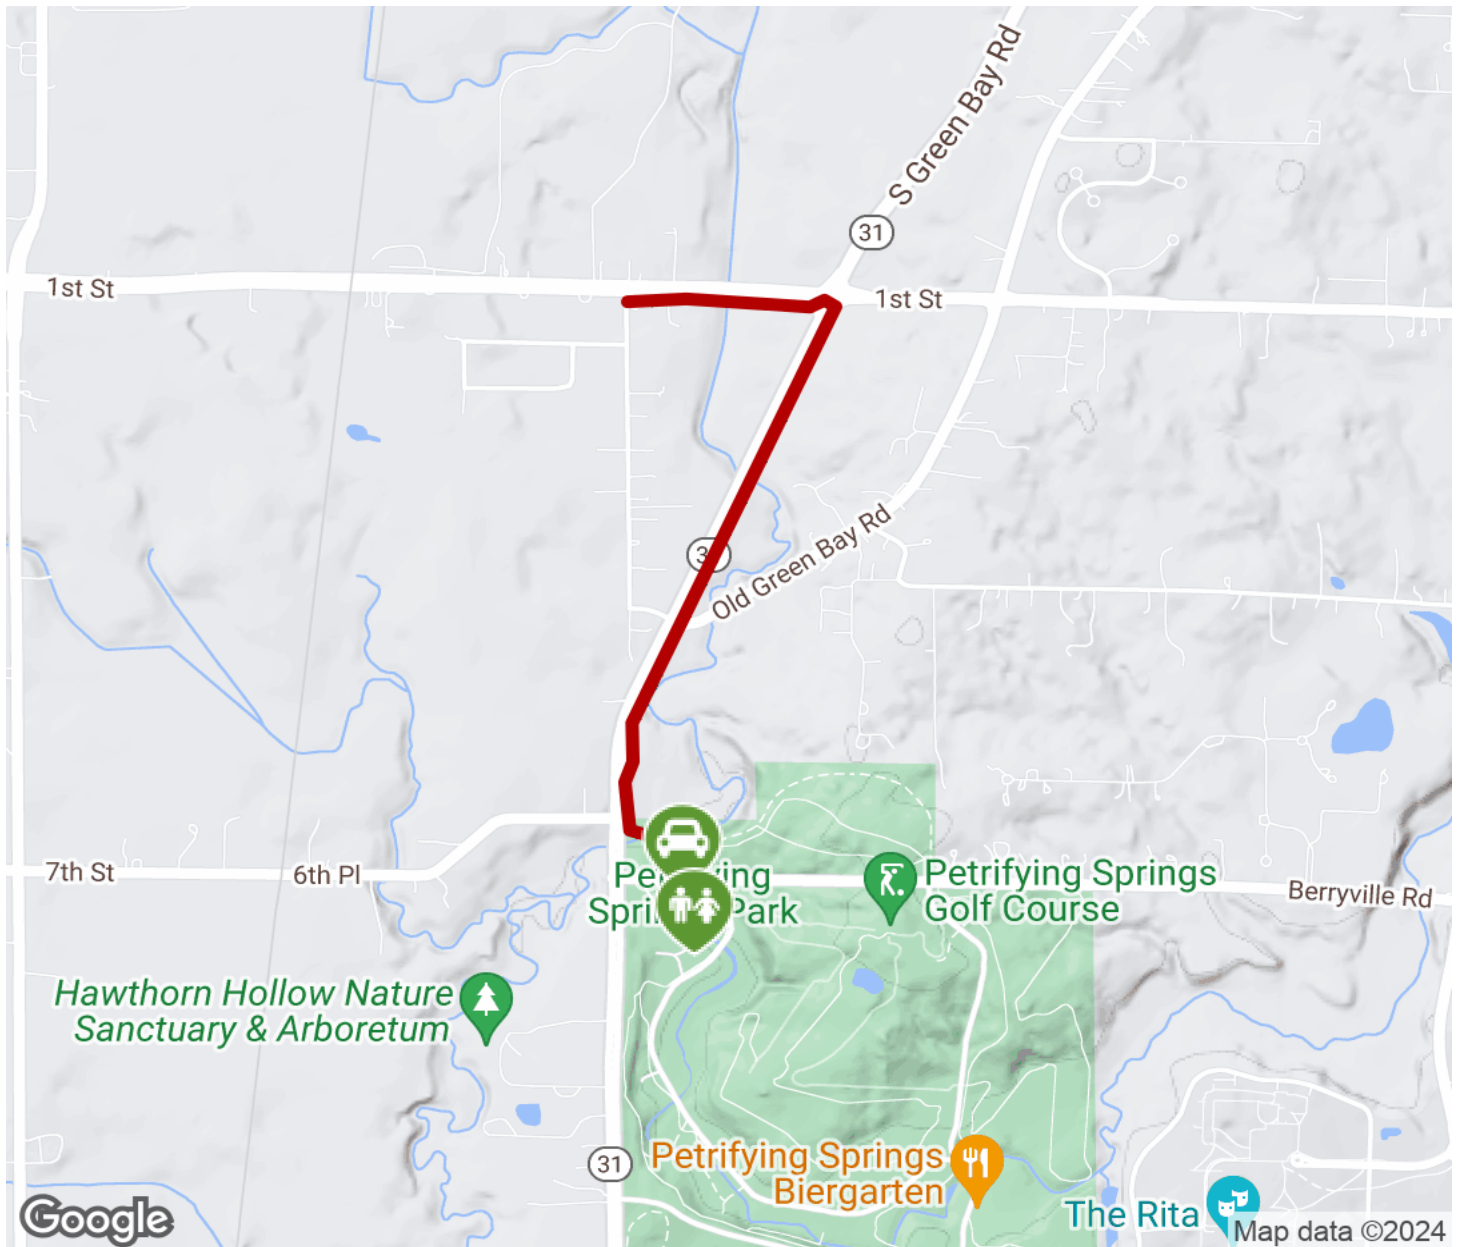 S Green Bay Rd
31
1st St
1st St
Old Green Bay Rd
7th St
6th Pl
Petrifying Springs
Golf Course
Berryville Rd
Park
Hawthorn Hollow Nature
Sanctuary & Arboretum
31
Petrifying Springs
Biergarten
The Rita
Google
Map data ©2024